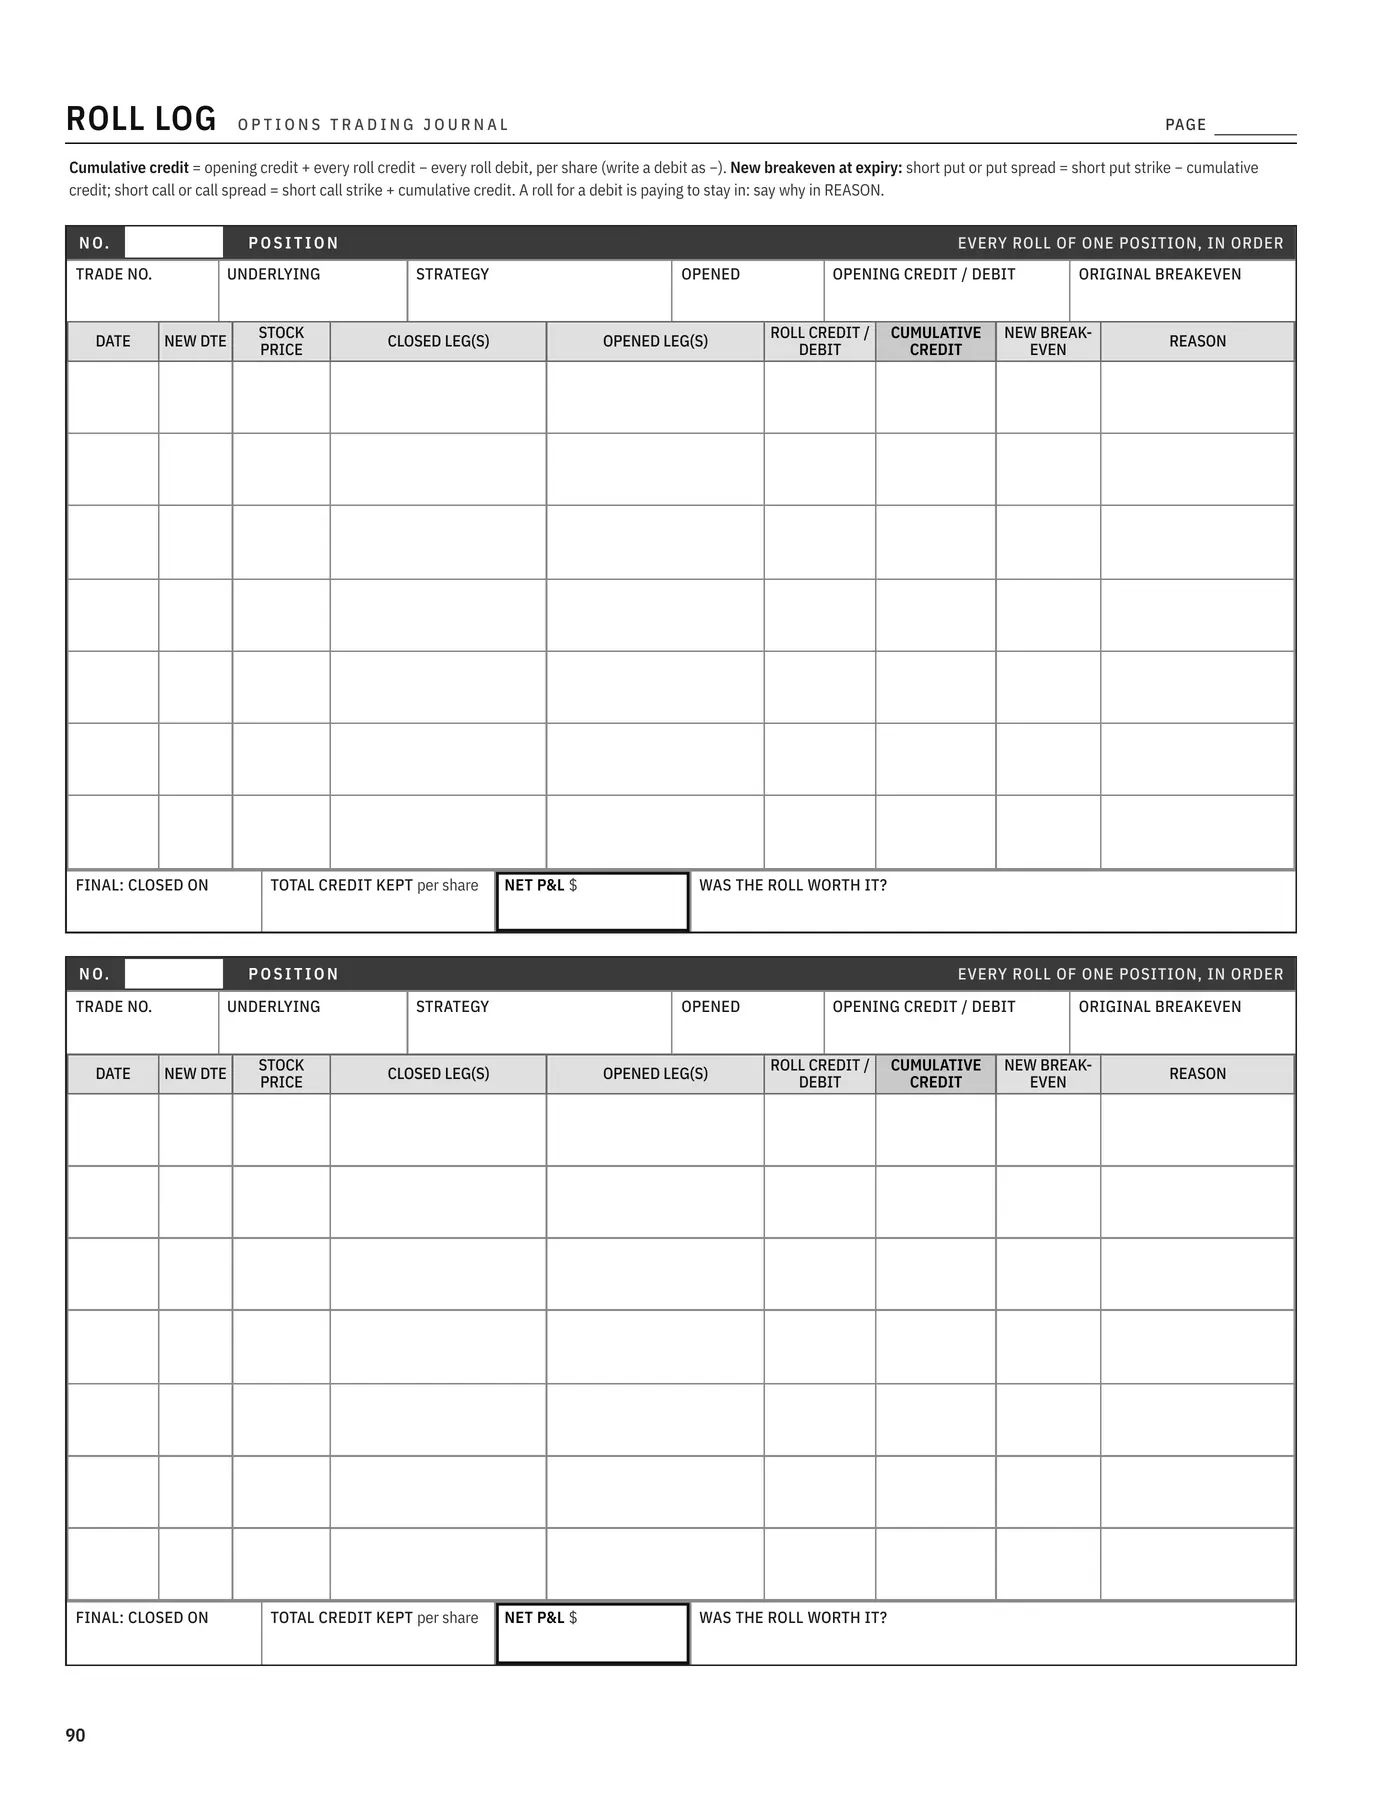 ROLL LOG OPTIONS TRADING JOURNAL PAGE
Cumulative credit = opening credit + every roll credit – every roll debit, per share (write a debit as –). New breakeven at expiry: short put or put spread = short put strike – cumulative
credit; short call or call spread = short call strike + cumulative credit. A roll for a debit is paying to stay in: say why in REASON.
NO. POSITION EVERY ROLL OF ONE POSITION, IN ORDER
TRADE NO. UNDERLYING STRATEGY OPENED OPENING CREDIT / DEBIT ORIGINAL BREAKEVEN
DATE NEW DTE STOCK PRICE CLOSED LEG(S) OPENED LEG(S) ROLL CREDIT / DEBIT CUMULATIVE CREDIT NEW BREAK-EVEN REASON
FINAL: CLOSED ON TOTAL CREDIT KEPT per share NET P&L $ WAS THE ROLL WORTH IT?
NO. POSITION EVERY ROLL OF ONE POSITION, IN ORDER
TRADE NO. UNDERLYING STRATEGY OPENED OPENING CREDIT / DEBIT ORIGINAL BREAKEVEN
DATE NEW DTE STOCK PRICE CLOSED LEG(S) OPENED LEG(S) ROLL CREDIT / DEBIT CUMULATIVE CREDIT NEW BREAK-EVEN REASON
FINAL: CLOSED ON TOTAL CREDIT KEPT per share NET P&L $ WAS THE ROLL WORTH IT?
90